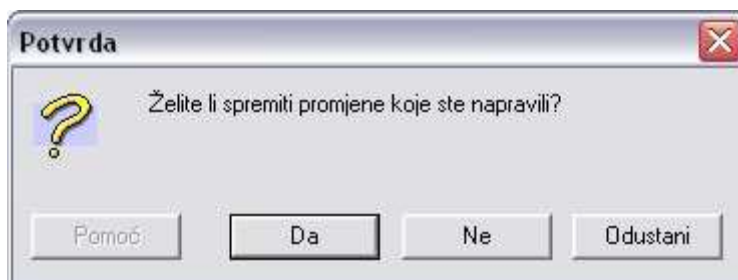 Potvrda
Želite li spremiti promjene koje ste napravili?
Pomoć Da Ne Odustani